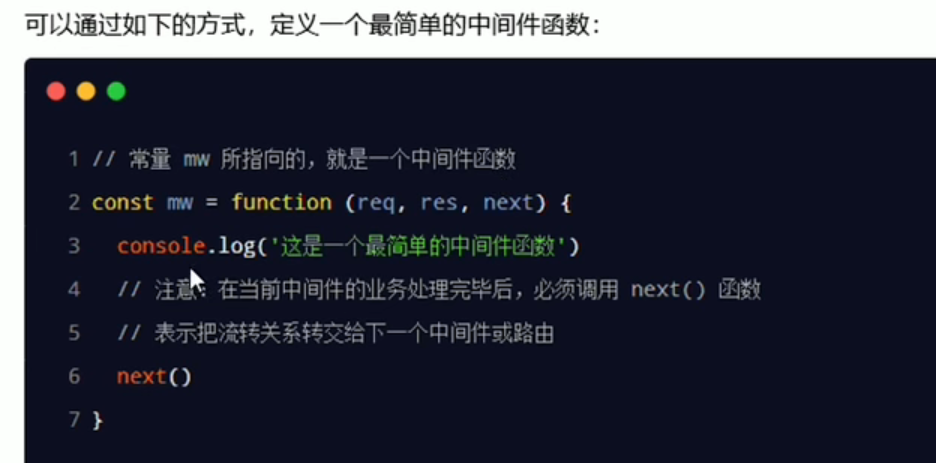 可以通过如下的方式，定义一个最简单的中间件函数：
1 // 常量 mw 所指向的，就是一个中间件函数
2 const mw = function (req, res, next) {
3   console.log('这是一个最简单的中间件函数')
4   // 注意：在当前中间件的业务处理完毕后，必须调用 next() 函数
5   // 表示把流转关系转交给下一个中间件或路由
6   next()
7 }